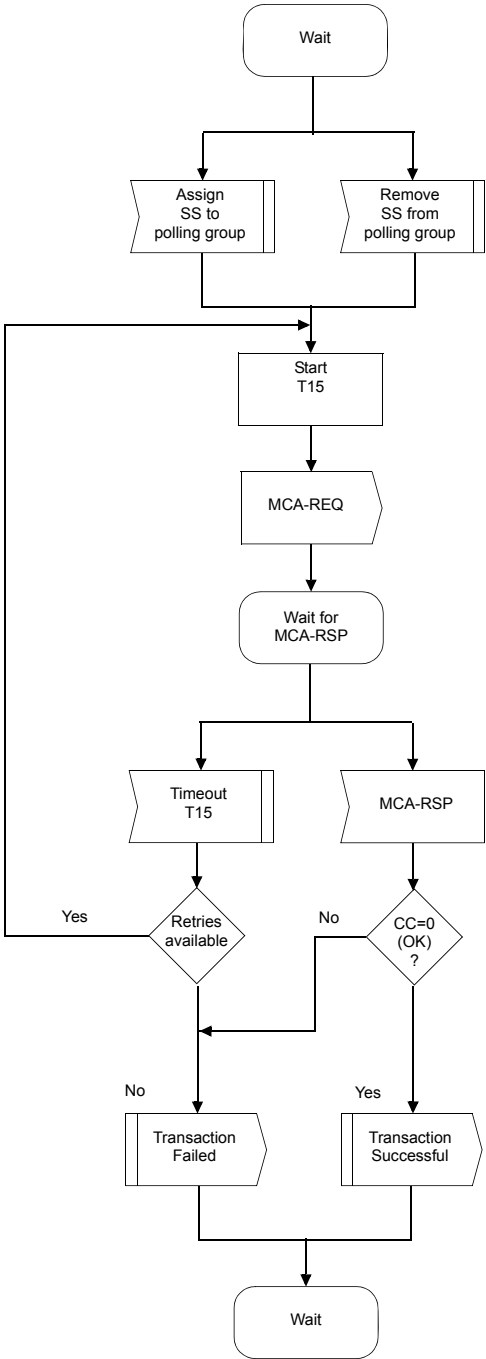 Wait
Assign
SS to
polling group
Remove
SS from
polling group
Start
T15
MCA-REQ
Wait for
MCA-RSP
Timeout
T15
MCA-RSP
Yes
Retries
available
No
CC=0
(OK)
?
No
Yes
Transaction
Failed
Transaction
Successful
Wait